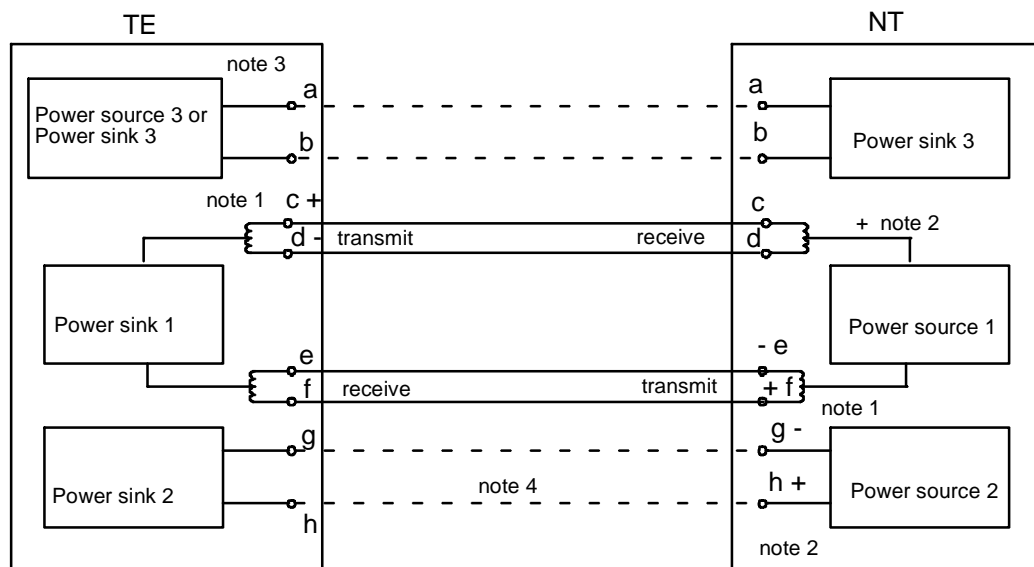 TE
NT
note 3
a
a
Power source 3 or
Power sink 3
b
b
Power sink 3
note 1
c +
c
d -
transmit
receive
d
+ note 2
Power sink 1
Power source 1
e
- e
f
receive
transmit
+ f
note 1
g
g -
Power sink 2
note 4
h +
Power source 2
h
note 2